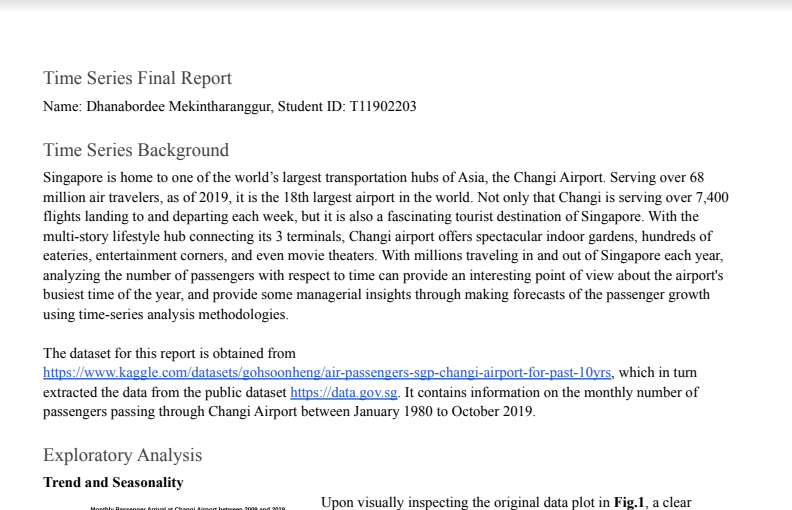 Time Series Final Report
Name: Dhanabordee Mekintharanggur, Student ID: T11902203
Time Series Background
Singapore is home to one of the world’s largest transportation hubs of Asia, the Changi Airport. Serving over 68
million air travelers, as of 2019, it is the 18th largest airport in the world. Not only that Changi is serving over 7,400
flights landing to and departing each week, but it is also a fascinating tourist destination of Singapore. With the
multi-story lifestyle hub connecting its 3 terminals, Changi airport offers spectacular indoor gardens, hundreds of
eateries, entertainment corners, and even movie theaters. With millions traveling in and out of Singapore each year,
analyzing the number of passengers with respect to time can provide an interesting point of view about the airport's
busiest time of the year, and provide some managerial insights through making forecasts of the passenger growth
using time-series analysis methodologies.
The dataset for this report is obtained from
https://www.kaggle.com/datasets/gohsoonheng/air-passengers-sgp-changi-airport-for-past-10yrs, which in turn
extracted the data from the public dataset https://data.gov.sg. It contains information on the monthly number of
passengers passing through Changi Airport between January 1980 to October 2019.
Exploratory Analysis
Trend and Seasonality
Monthly Passenger Arrival at Changi Airport between 2009 and 2019
Upon visually inspecting the original data plot in Fig.1, a clear